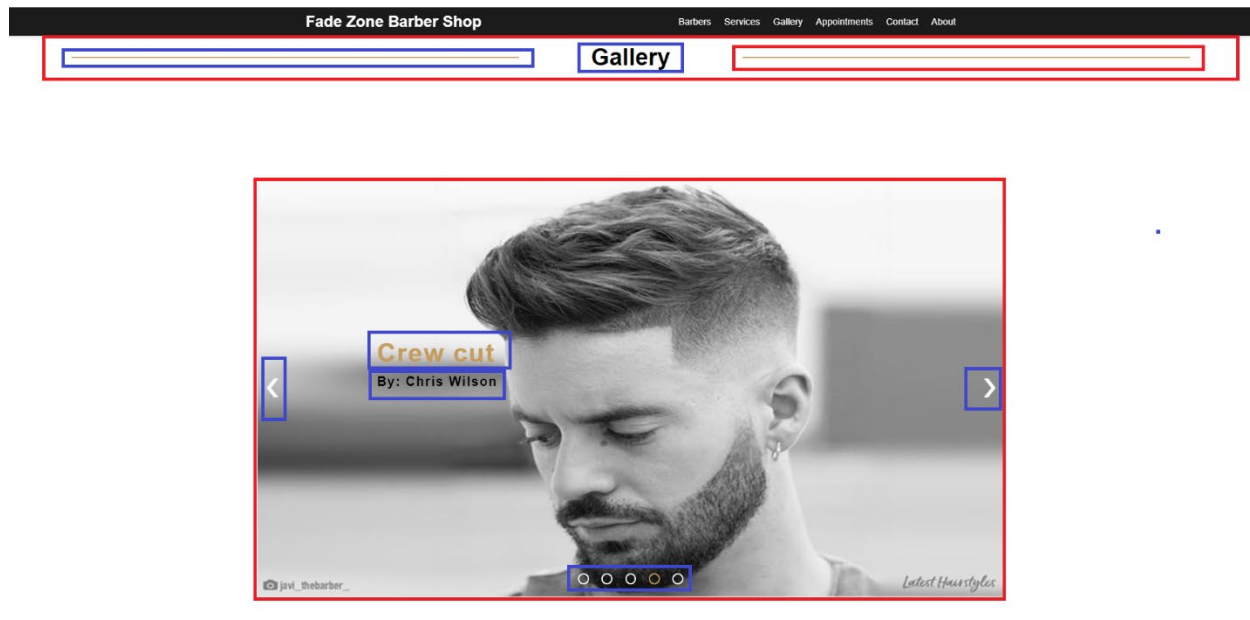 Fade Zone Barber Shop
Barbers Services Gallery Appointments Contact About
Gallery
Crew cut
By: Chris Wilson
javi_thebarber_
Latest Hairstyles